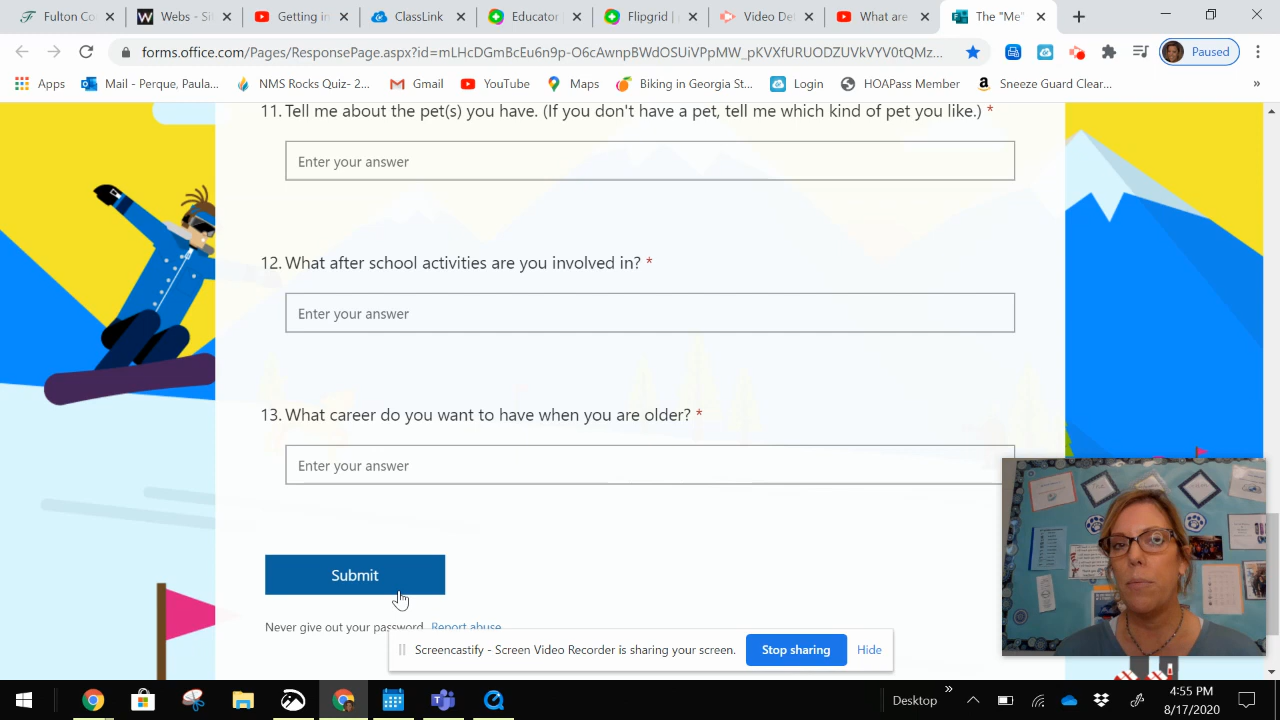 Fulton Co
Webs - Si
Getting in
ClassLink
Educator
Flipgrid |
Video De
What are
The "Me"
forms.office.com/Pages/ResponsePage.aspx?id=mLHcDGmBcEu6n9p-O6cAwnpBWdOSUiVPpMW_pKVXfURUODZUVkVYV0lQMz...
Paused
Apps
Mail - Perque, Paula...
NMS Rocks Quiz- 2...
Gmail
YouTube
Maps
Biking in Georgia St...
Login
HOAPass Member
Sneeze Guard Clear...
»
11. Tell me about the pet(s) you have. (If you don't have a pet, tell me which kind of pet you like.) *
Enter your answer
12. What after school activities are you involved in? *
Enter your answer
13. What career do you want to have when you are older? *
Enter your answer
Submit
Never give out your password. Report abuse
Screencastify - Screen Video Recorder is sharing your screen.
Stop sharing
Hide
Desktop
»
4:55 PM
8/17/2020